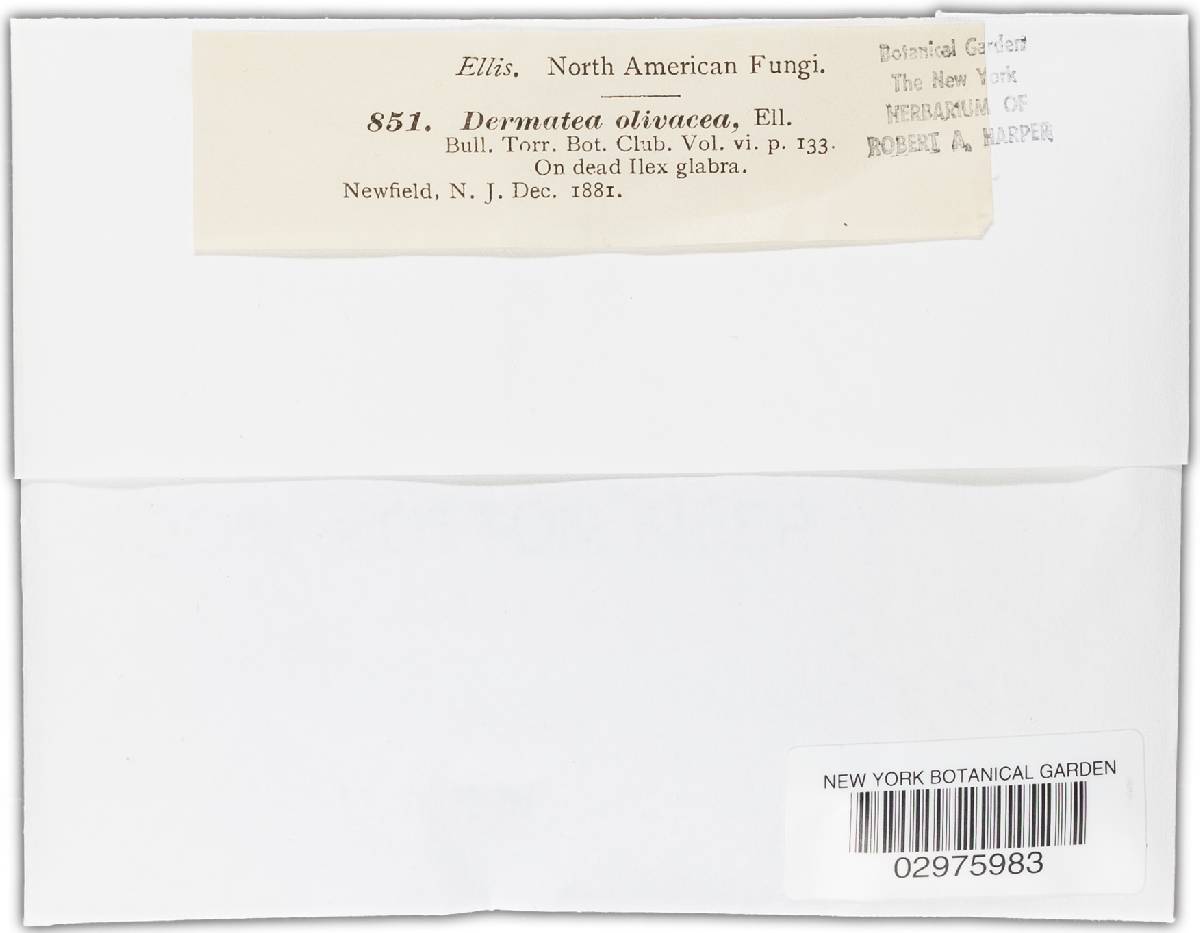 Ellis. North American Fungi.
851. Dermatea olivacea, Ell.
Bull. Torr. Bot. Club. Vol. vi. p. 133.
On dead Ilex glabra.
Newfield, N. J. Dec. 1881.
Botanical Garden
The New York
HERBARIUM OF
ROBERT A. HARPER
NEW YORK BOTANICAL GARDEN
02975983